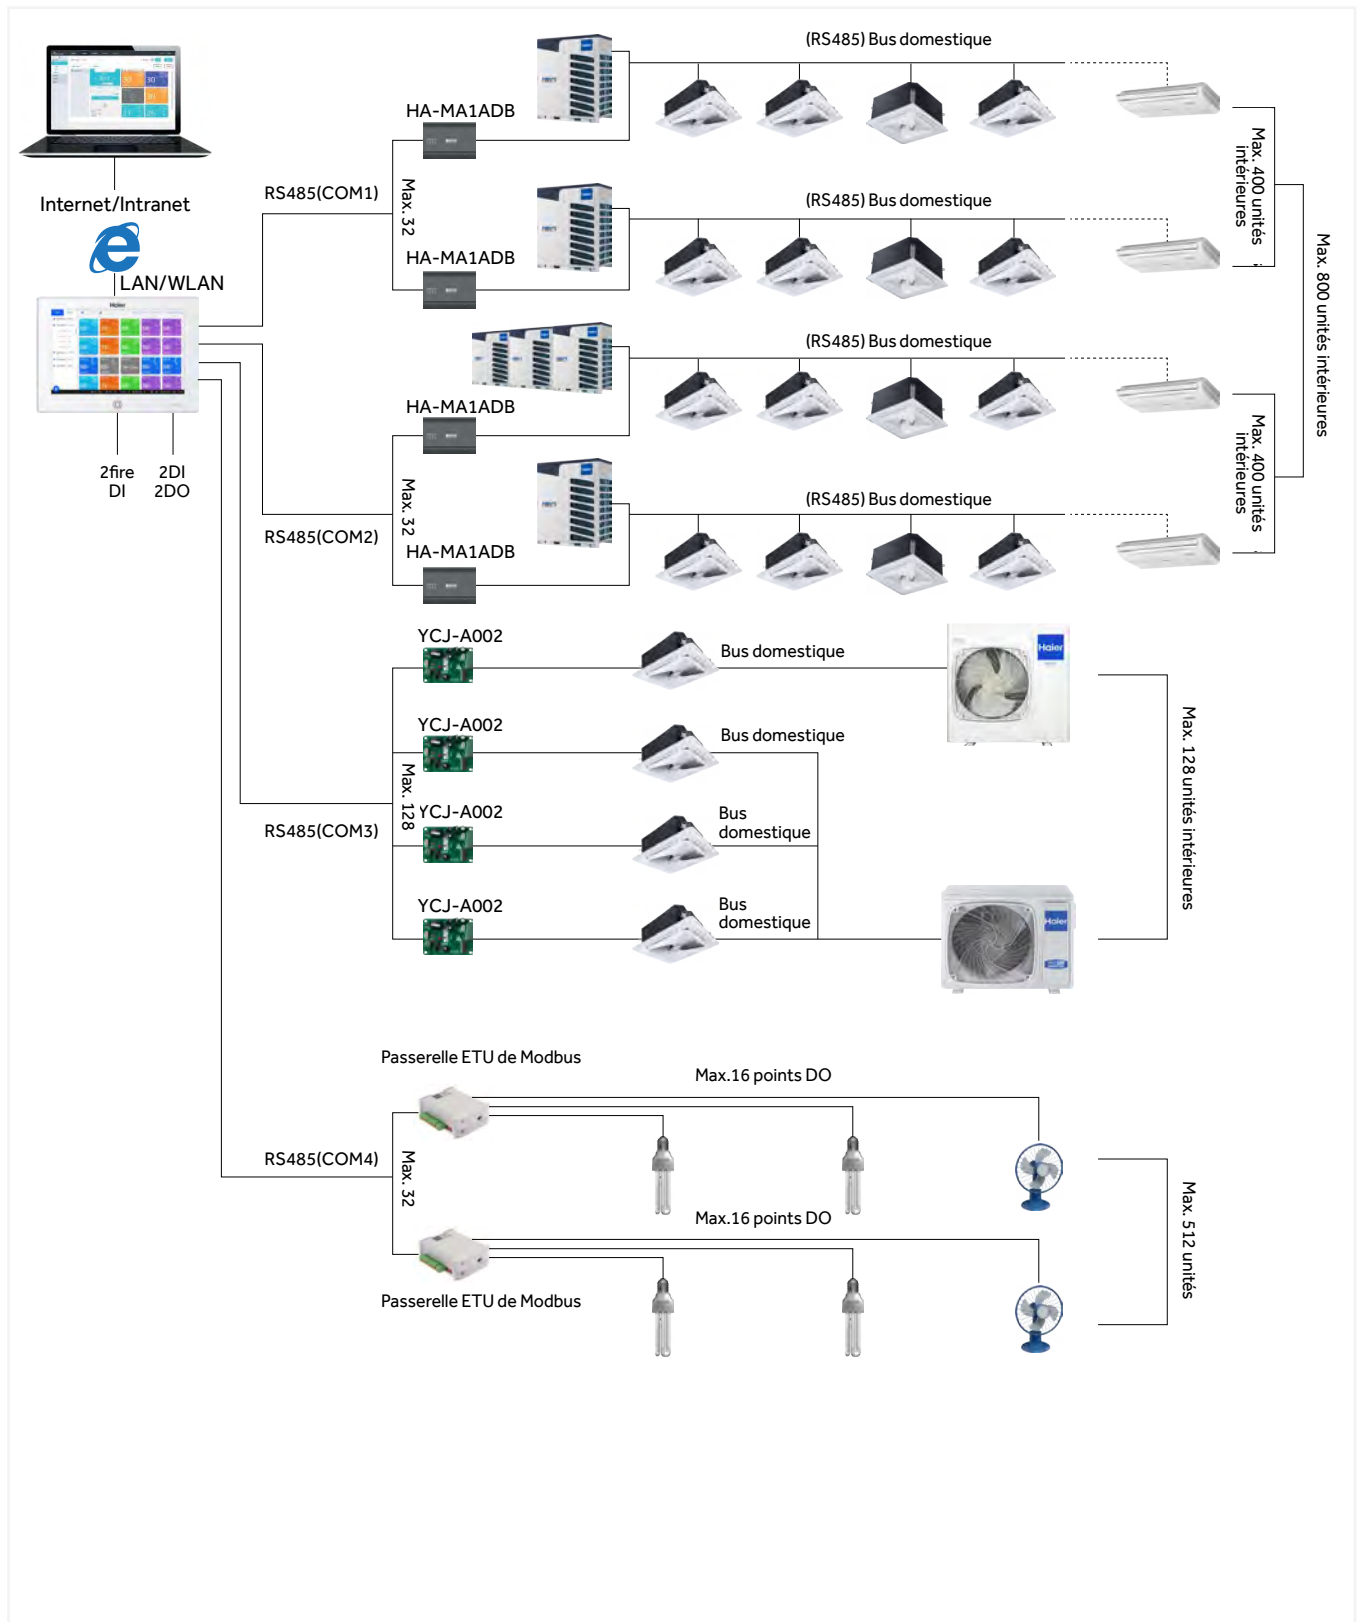 (RS485) Bus domestique
HA-MA1ADB
Max. 400 unités
intérieures
RS485(COM1)
Max. 32
Internet/Intranet
(RS485) Bus domestique
HA-MA1ADB
LAN/WLAN
Haier
Max. 800 unités intérieures
(RS485) Bus domestique
HA-MA1ADB
Max. 400 unités
intérieures
2fire
DI
2DI
2DO
Max. 32
(RS485) Bus domestique
RS485(COM2)
HA-MA1ADB
YCJ-A002
Bus domestique
Haier
YCJ-A002
Bus domestique
Max. 128
Max. 128 unités intérieures
YCJ-A002
Bus
domestique
RS485(COM3)
YCJ-A002
Bus
domestique
Haier
Passerelle ETU de Modbus
Max.16 points DO
RS485(COM4)
Max. 32
Max. 512 unités
Max.16 points DO
Passerelle ETU de Modbus